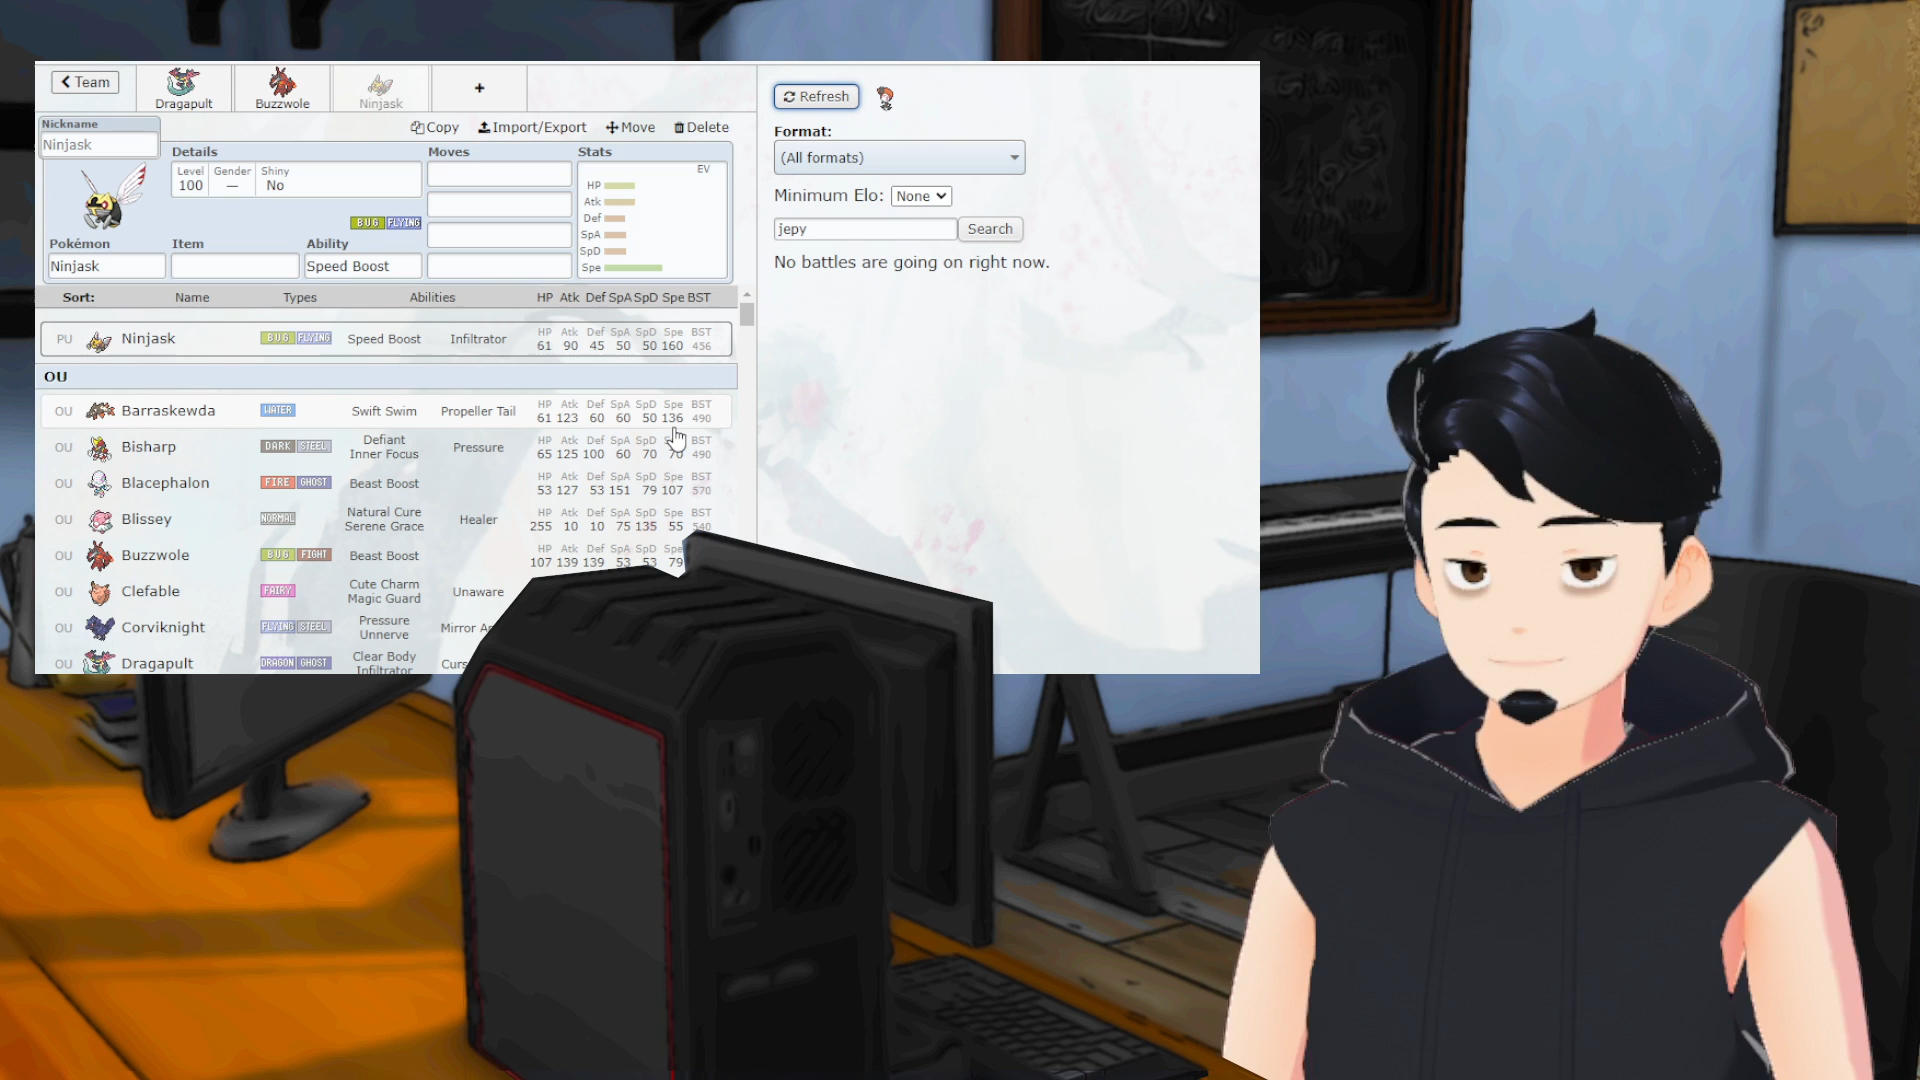 Team
Dragapult
Buzzwole
Ninjask
+
Copy
Import/Export
Move
Delete
Nickname
Ninjask
Details
Moves
Stats
Level
100
Gender
—
Shiny
No
EV
HP
Atk
Def
SpA
SpD
Spe
BUG FLYING
Pokémon
Ninjask
Item
Ability
Speed Boost
Sort: Name Types Abilities HP Atk Def SpA SpD Spe BST
HP Atk Def SpA SpD Spe BST
PU Ninjask BUG FLYING Speed Boost Infiltrator 61 90 45 50 50 160 456
OU
HP Atk Def SpA SpD Spe BST
OU Barraskewda WATER Swift Swim Propeller Tail 61 123 60 60 50 136 490
HP Atk Def SpA SpD BST
OU Bisharp DARK STEEL Defiant Inner Focus Pressure 65 125 100 60 70 70 490
HP Atk Def SpA SpD Spe BST
OU Blacephalon FIRE GHOST Beast Boost 53 127 53 151 79 107 570
HP Atk Def SpA SpD Spe BST
OU Blissey NORMAL Natural Cure Serene Grace Healer 255 10 10 75 135 55 540
HP Atk Def SpA SpD Spe
OU Buzzwole BUG FIGHT Beast Boost 107 139 139 53 53 79
OU Clefable FAIRY Cute Charm Magic Guard Unaware
OU Corviknight FLYING STEEL Pressure Unnerve Mirror
OU Dragapult DRAGON GHOST Clear Body Infiltrator
Refresh
Format:
(All formats)
Minimum Elo: None
jepy Search
No battles are going on right now.